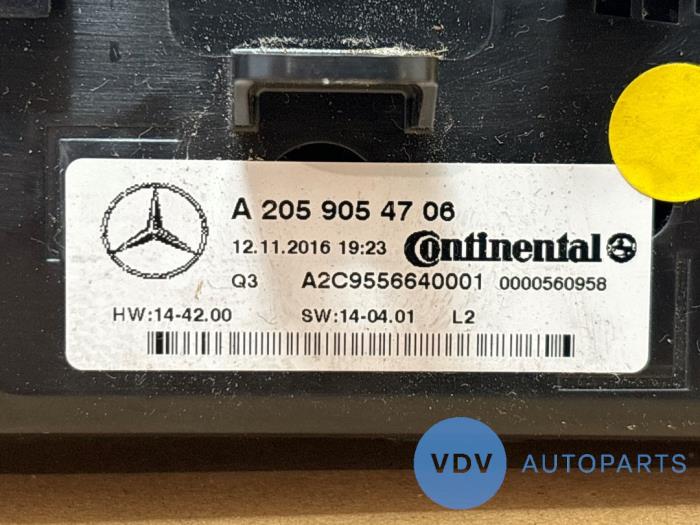 A 205 905 47 06
12.11.2016 19:23 Continental
Q3 A2C9556640001 0000560958
HW:14-42.00 SW:14-04.01 L2
VDV AUTOPARTS